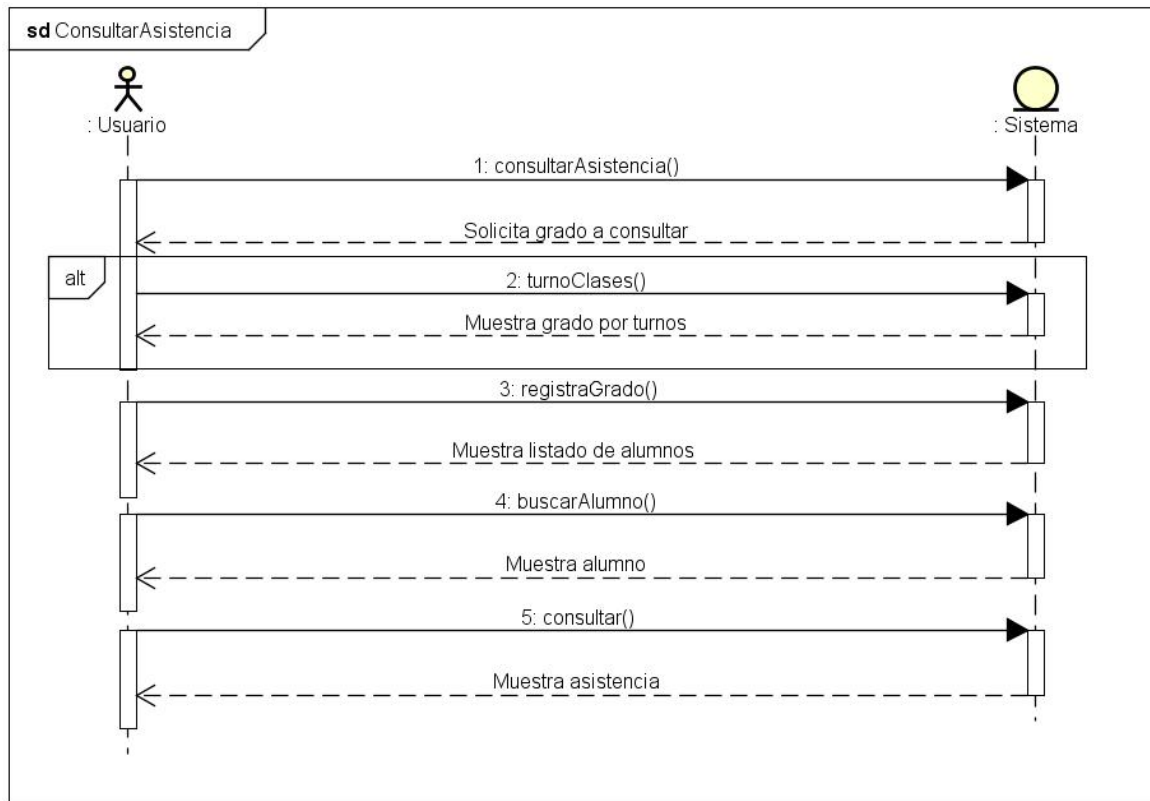 sd ConsultarAsistencia
: Usuario
: Sistema
1: consultarAsistencia()
Solicita grado a consultar
alt
2: turnoClases()
Muestra grado por turnos
3: registraGrado()
Muestra listado de alumnos
4: buscarAlumno()
Muestra alumno
5: consultar()
Muestra asistencia